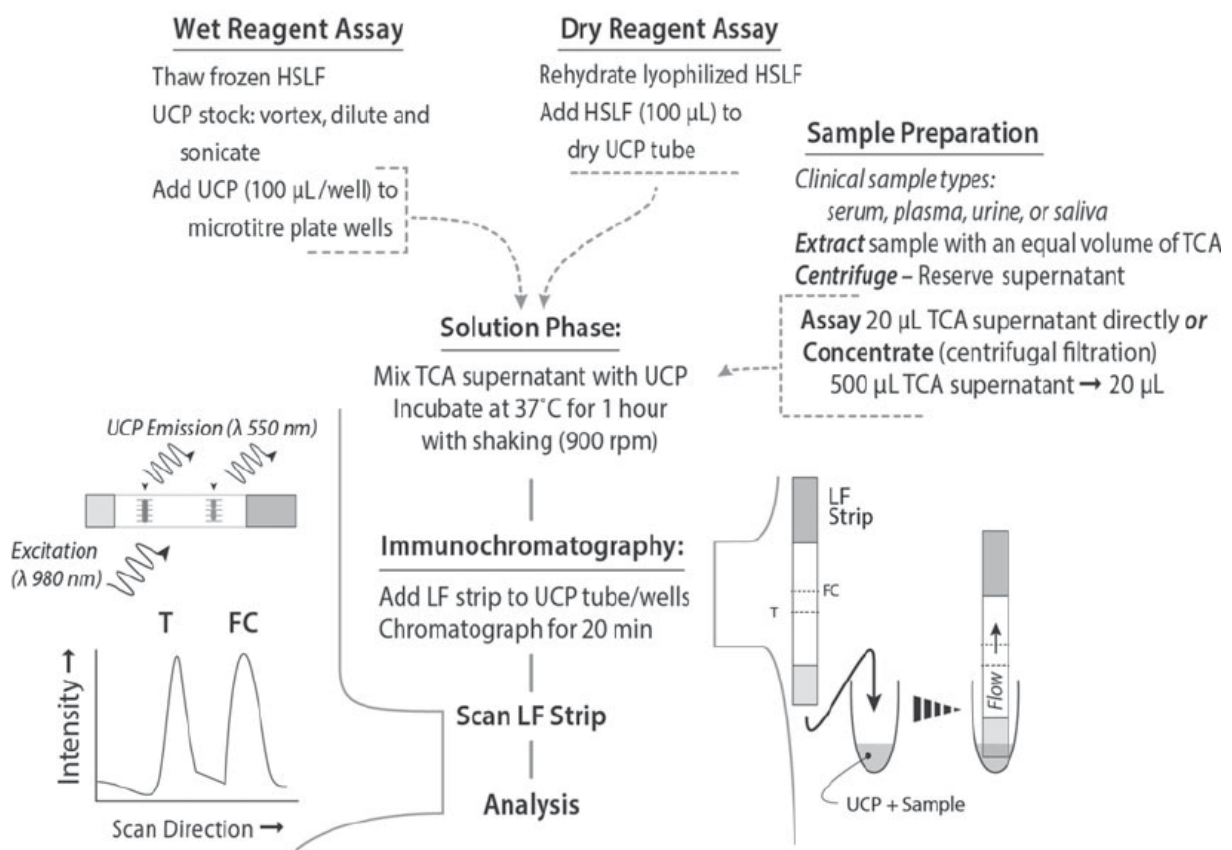 Wet Reagent Assay
Thaw frozen HSLF
UCP stock: vortex, dilute and
sonicate
Add UCP (100 μL/well) to
microtitre plate wells
Dry Reagent Assay
Rehydrate lyophilized HSLF
Add HSLF (100 μL) to
dry UCP tube
Sample Preparation
Clinical sample types:
serum, plasma, urine, or saliva
Extract sample with an equal volume of TCA
Centrifuge – Reserve supernatant
Assay 20 μL TCA supernatant directly or
Concentrate (centrifugal filtration)
500 μL TCA supernatant → 20 μL
Solution Phase:
Mix TCA supernatant with UCP
Incubate at 37˚C for 1 hour
with shaking (900 rpm)
UCP Emission (λ 550 nm)
Excitation
(λ 980 nm)
Immunochromatography:
Add LF strip to UCP tube/wells
Chromatograph for 20 min
LF
Strip
FC
T
Flow
UCP + Sample
T FC
Intensity →
Scan Direction →
Scan LF Strip
Analysis